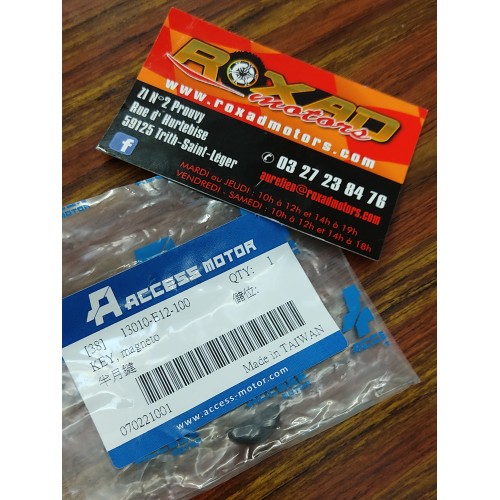 ROXAD
motors
www.roxadmotors.com
ZI N°2 Prouvy
Rue d' Hurtebise
59125 Trith-Saint-Léger
03 27 23 84 76
aurelien@roxadmotors.com
MARDI au JEUDI : 10h à 12h et 14h à 19h
VENDREDI - SAMEDI : 10h à 12h et 14h à 18h
f
ACCESS MOTOR
[3S] 13010-E12-100 QTY: 1
KEY, magneto 儲位:
半月鍵
070221001 Made in TAIWAN
www.access-motor.com